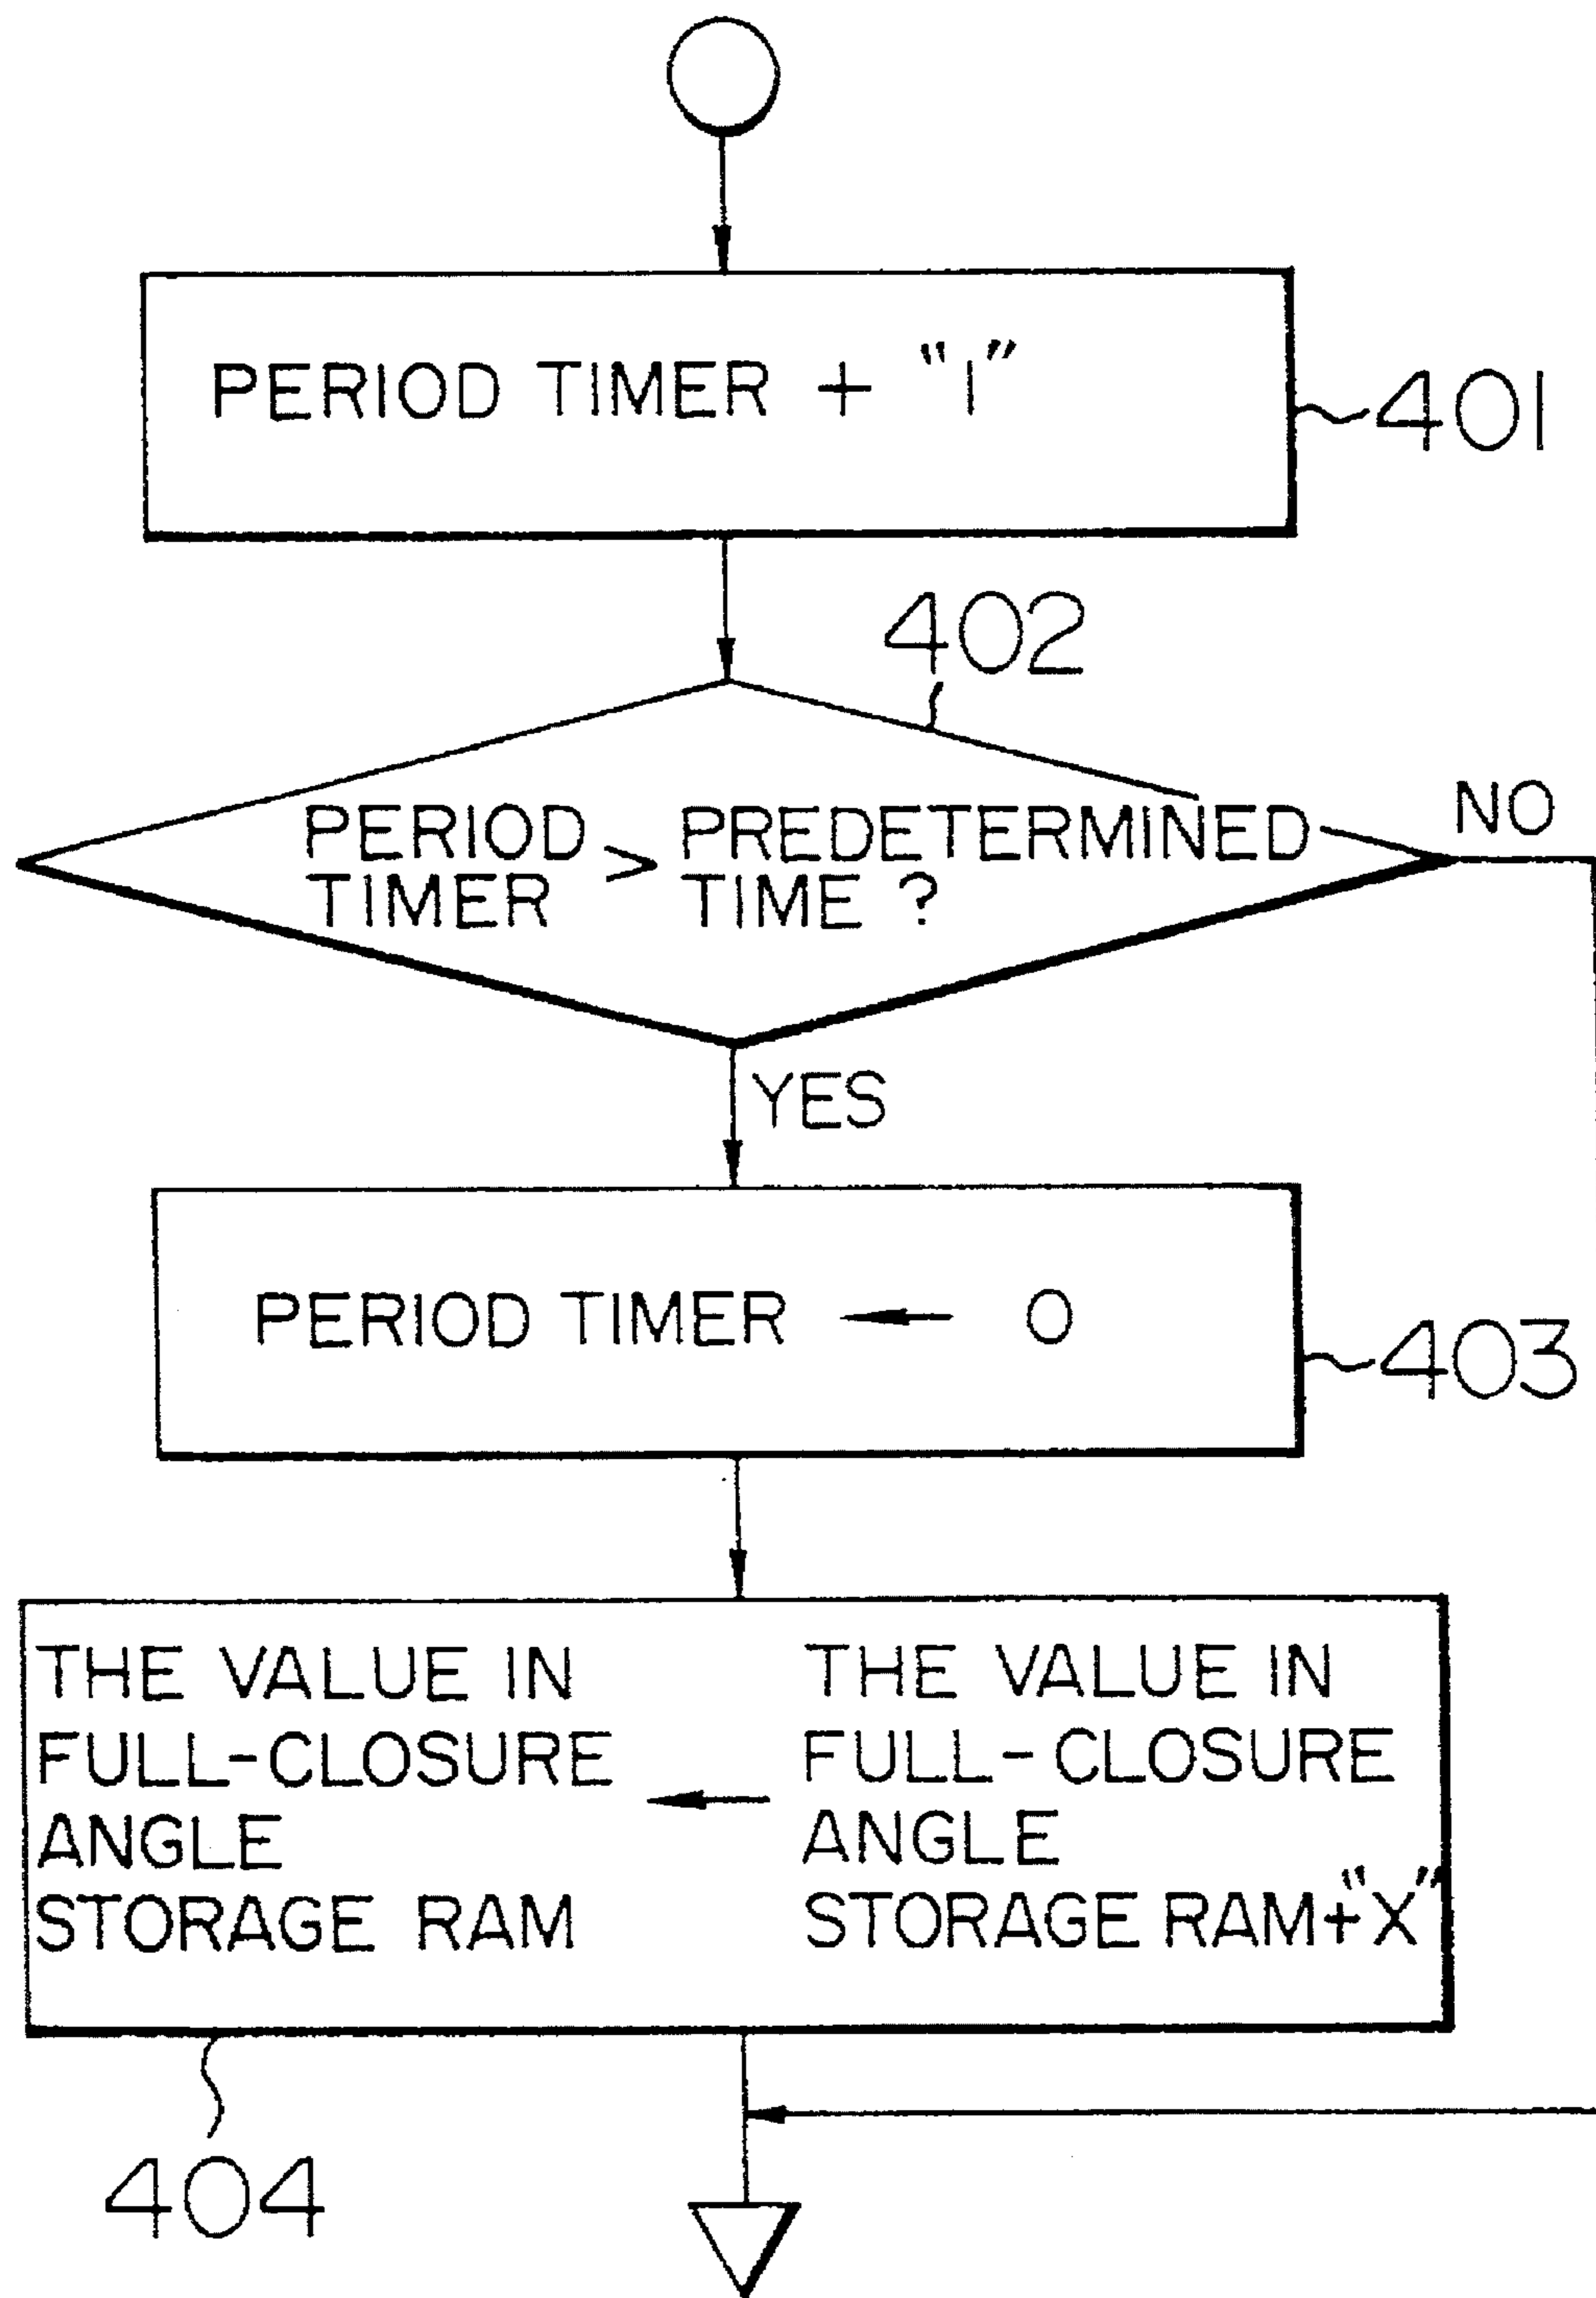 PERIOD TIMER + "1"
401
402
PERIOD
TIMER
>
PREDETERMINED
TIME ?
NO
YES
PERIOD TIMER ← 0
403
THE VALUE IN
FULL-CLOSURE
ANGLE
STORAGE RAM
←
THE VALUE IN
FULL-CLOSURE
ANGLE
STORAGE RAM+"X"
404